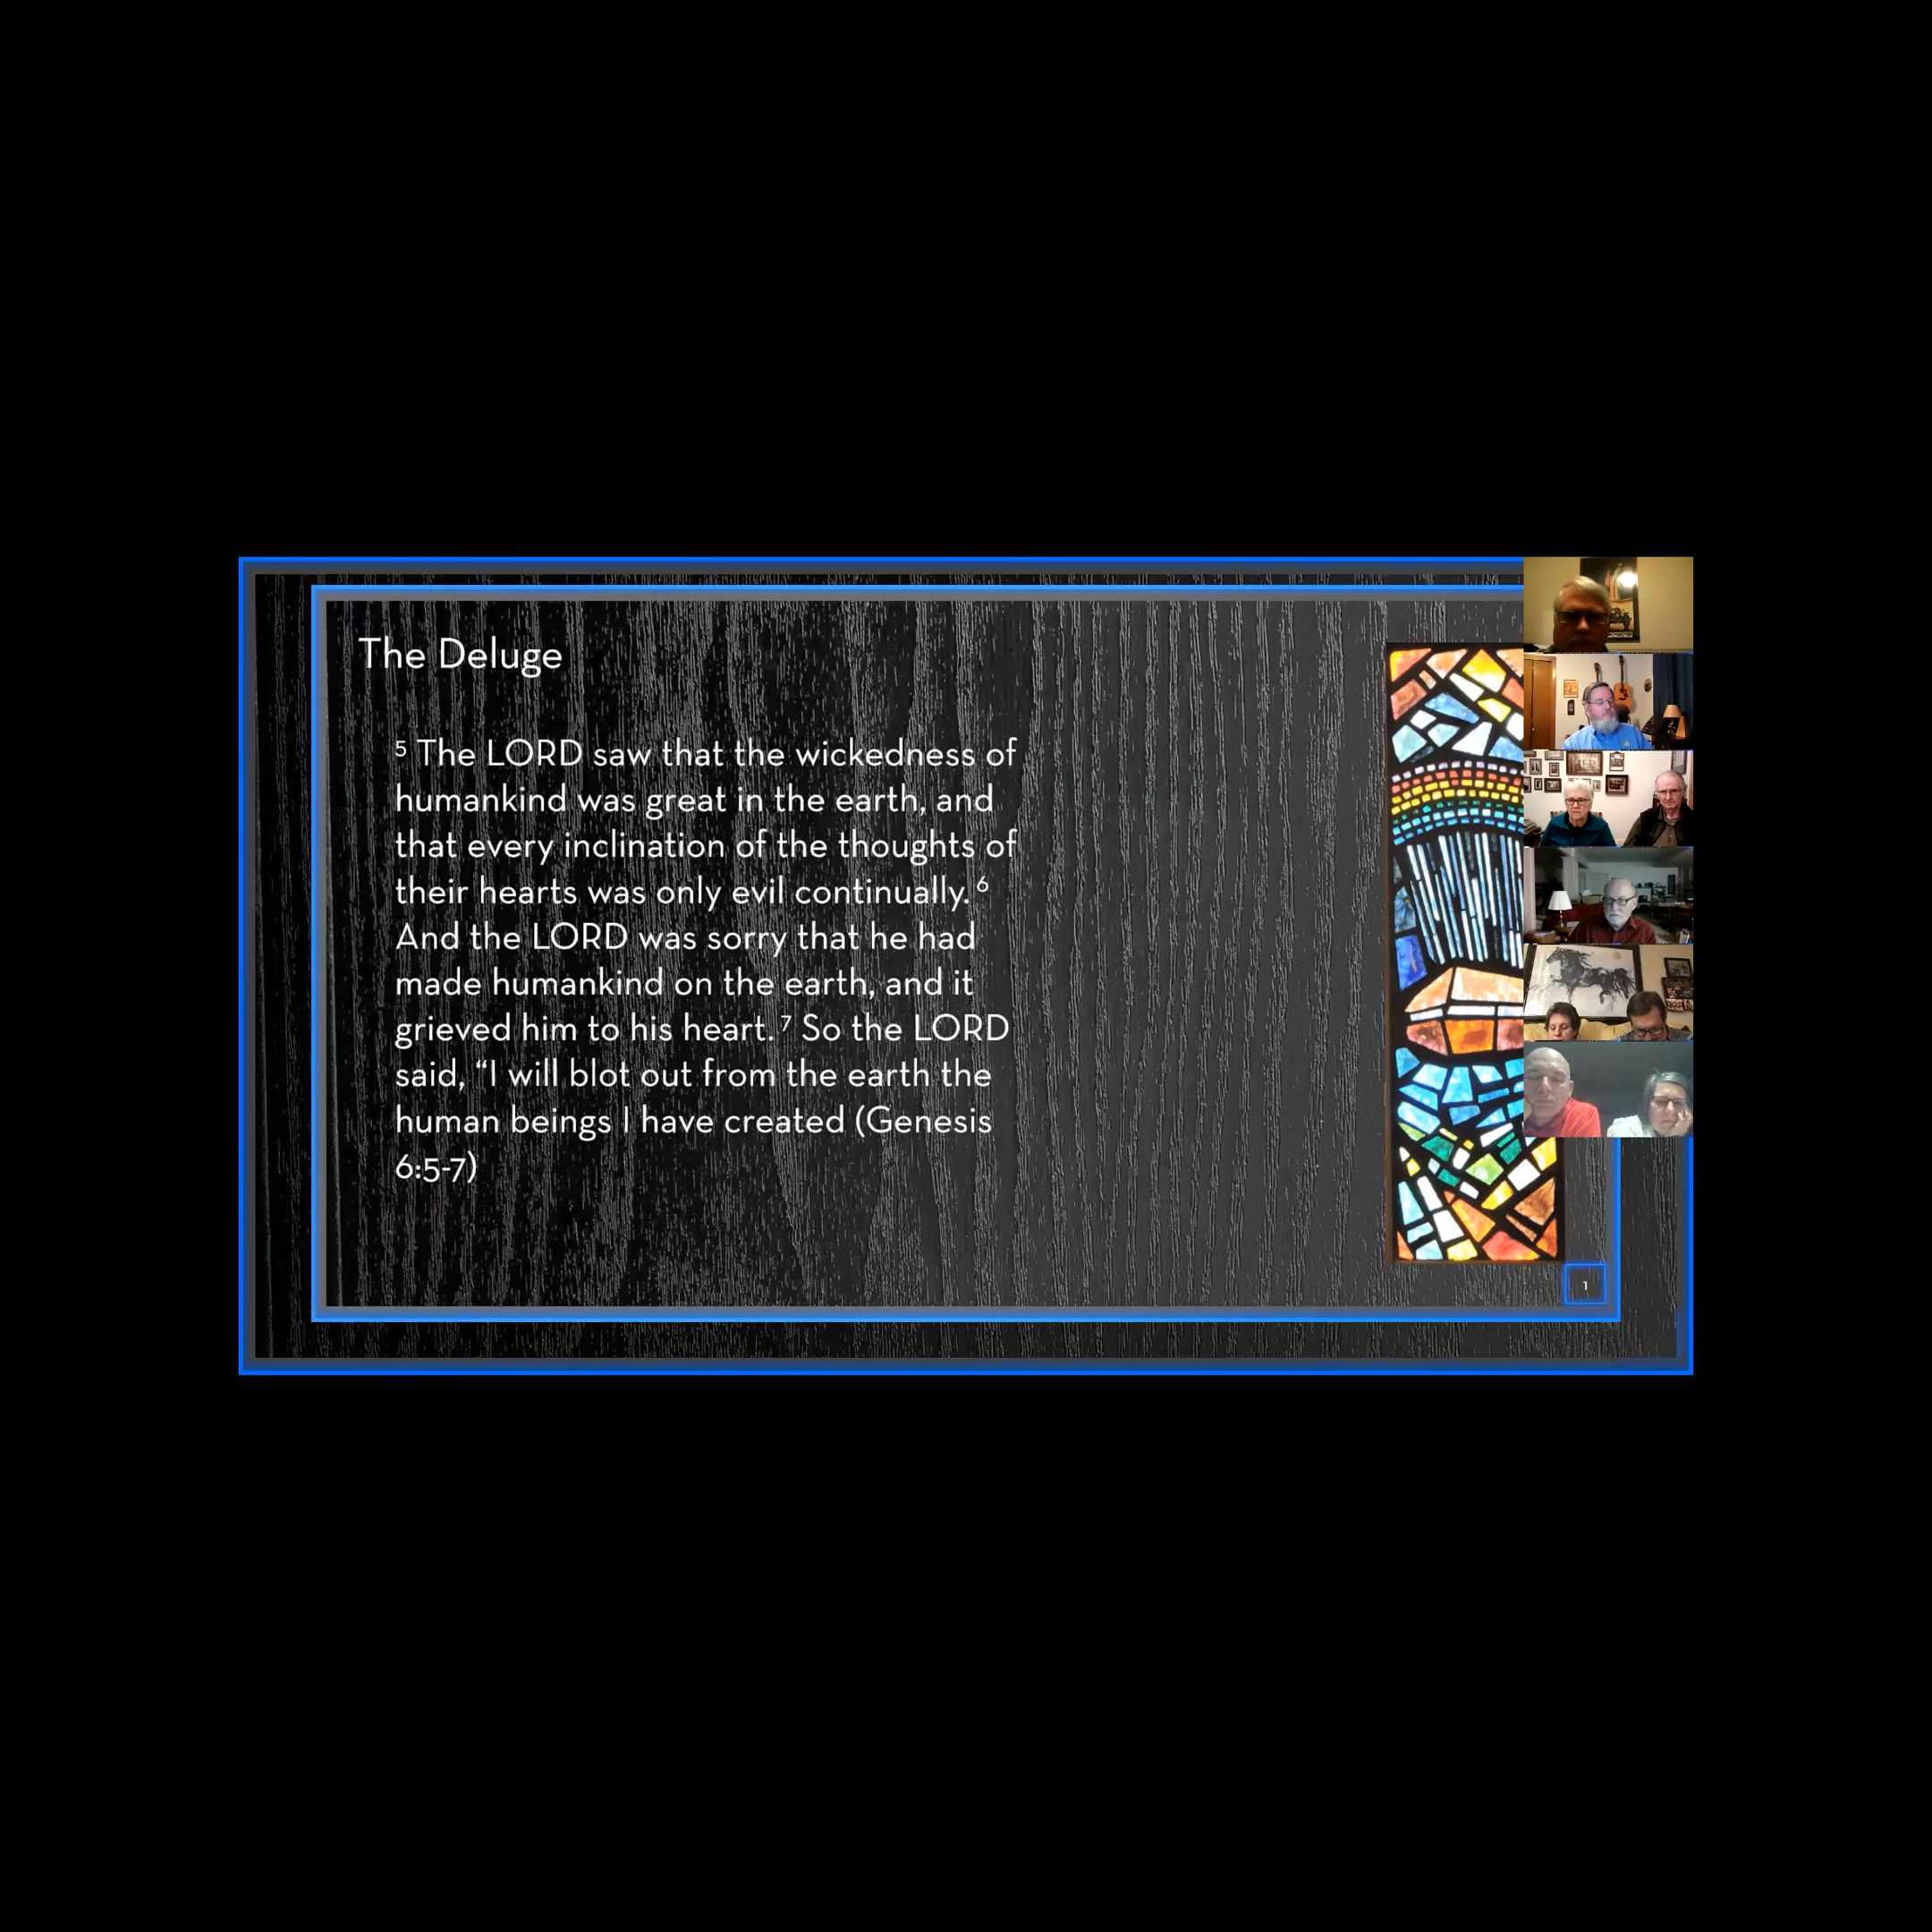 The Deluge
⁵ The LORD saw that the wickedness of
humankind was great in the earth, and
that every inclination of the thoughts of
their hearts was only evil continually. ⁶
And the LORD was sorry that he had
made humankind on the earth, and it
grieved him to his heart. ⁷ So the LORD
said, “I will blot out from the earth the
human beings I have created (Genesis
6:5-7)
1